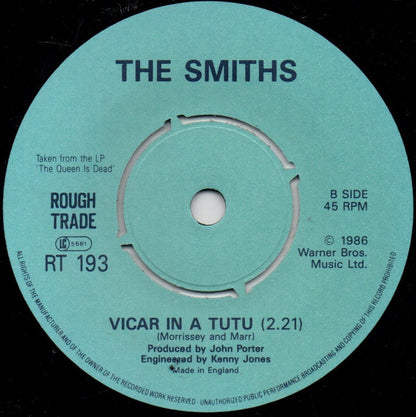 THE SMITHS
Taken from the LP
'The Queen Is Dead'
ROUGH
TRADE
LC 5661
RT 193
B SIDE
45 RPM
© 1986
Warner Bros.
Music Ltd.
VICAR IN A TUTU (2.21)
(Morrissey and Marr)
Produced by John Porter
Engineered by Kenny Jones
Made in England
ALL RIGHTS OF THE MANUFACTURER AND OF THE OWNER OF THE RECORDED WORK RESERVED - UNAUTHORIZED PUBLIC PERFORMANCE BROADCASTING AND COPYING OF THIS RECORD PROHIBITED